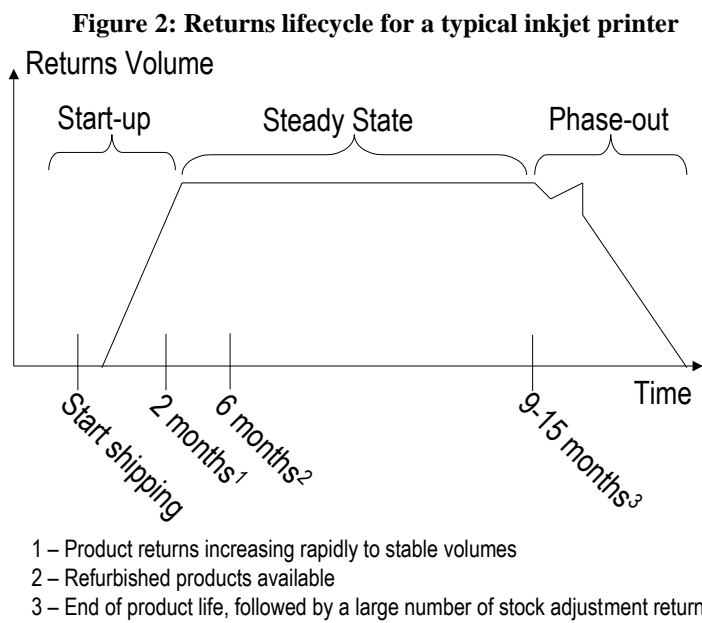 Figure 2: Returns lifecycle for a typical inkjet printer
Returns Volume
Start-up
Steady State
Phase-out
Time
Start shipping
2 months1
6 months2
9-15 months3
1 – Product returns increasing rapidly to stable volumes
2 – Refurbished products available
3 – End of product life, followed by a large number of stock adjustment return